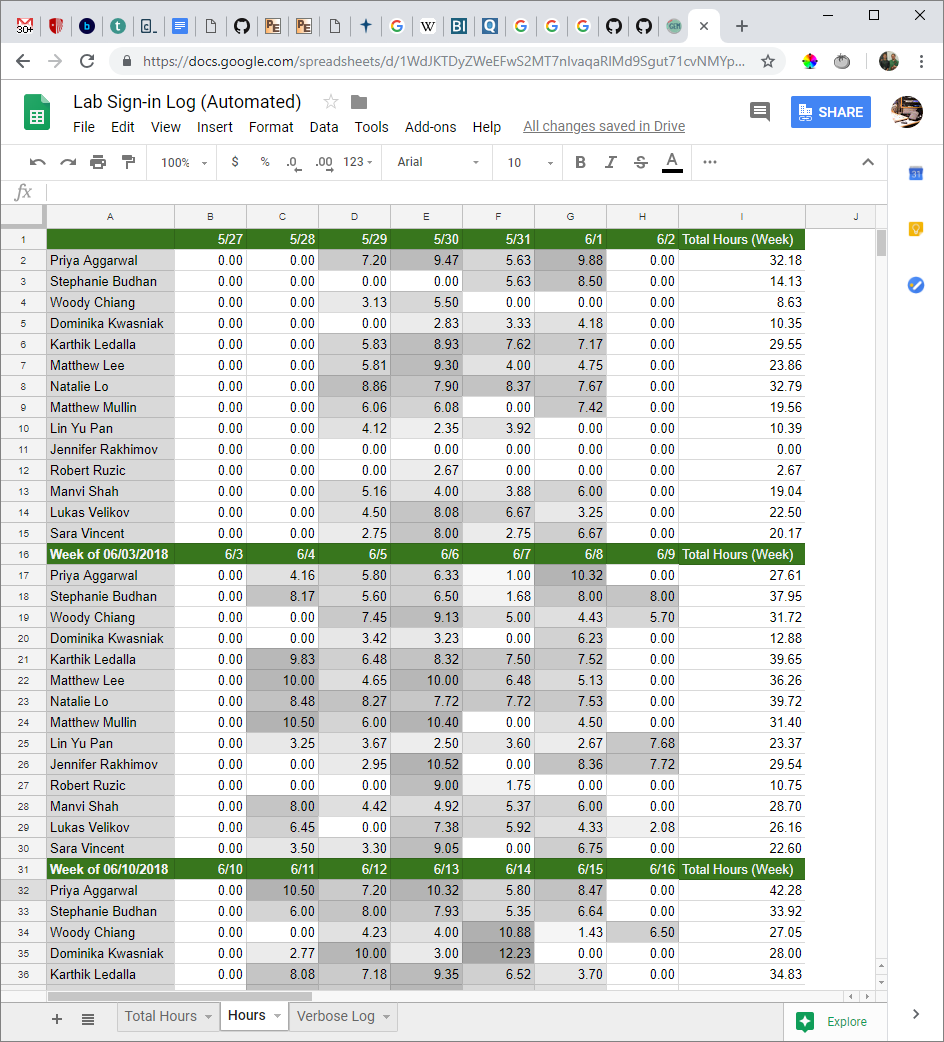 30+
https://docs.google.com/spreadsheets/d/1WdJKTDyZWeEFwS2MT7nIvaqaRIMd9Sgut71cvNMYp...
Lab Sign-in Log (Automated)
File Edit View Insert Format Data Tools Add-ons Help All changes saved in Drive
SHARE
100% $ % .0 .00 123 Arial 10 B I S A
31
fx
A B C D E F G H I J
1 5/27 5/28 5/29 5/30 5/31 6/1 6/2 Total Hours (Week)
2 Priya Aggarwal 0.00 0.00 7.20 9.47 5.63 9.88 0.00 32.18
3 Stephanie Budhan 0.00 0.00 0.00 0.00 5.63 8.50 0.00 14.13
4 Woody Chiang 0.00 0.00 3.13 5.50 0.00 0.00 0.00 8.63
5 Dominika Kwasniak 0.00 0.00 0.00 2.83 3.33 4.18 0.00 10.35
6 Karthik Ledalla 0.00 0.00 5.83 8.93 7.62 7.17 0.00 29.55
7 Matthew Lee 0.00 0.00 5.81 9.30 4.00 4.75 0.00 23.86
8 Natalie Lo 0.00 0.00 8.86 7.90 8.37 7.67 0.00 32.79
9 Matthew Mullin 0.00 0.00 6.06 6.08 0.00 7.42 0.00 19.56
10 Lin Yu Pan 0.00 0.00 4.12 2.35 3.92 0.00 0.00 10.39
11 Jennifer Rakhimov 0.00 0.00 0.00 0.00 0.00 0.00 0.00 0.00
12 Robert Ruzic 0.00 0.00 0.00 2.67 0.00 0.00 0.00 2.67
13 Manvi Shah 0.00 0.00 5.16 4.00 3.88 6.00 0.00 19.04
14 Lukas Velikov 0.00 0.00 4.50 8.08 6.67 3.25 0.00 22.50
15 Sara Vincent 0.00 0.00 2.75 8.00 2.75 6.67 0.00 20.17
16 Week of 06/03/2018 6/3 6/4 6/5 6/6 6/7 6/8 6/9 Total Hours (Week)
17 Priya Aggarwal 0.00 4.16 5.80 6.33 1.00 10.32 0.00 27.61
18 Stephanie Budhan 0.00 8.17 5.60 6.50 1.68 8.00 8.00 37.95
19 Woody Chiang 0.00 0.00 7.45 9.13 5.00 4.43 5.70 31.72
20 Dominika Kwasniak 0.00 0.00 3.42 3.23 0.00 6.23 0.00 12.88
21 Karthik Ledalla 0.00 9.83 6.48 8.32 7.50 7.52 0.00 39.65
22 Matthew Lee 0.00 10.00 4.65 10.00 6.48 5.13 0.00 36.26
23 Natalie Lo 0.00 8.48 8.27 7.72 7.72 7.53 0.00 39.72
24 Matthew Mullin 0.00 10.50 6.00 10.40 0.00 4.50 0.00 31.40
25 Lin Yu Pan 0.00 3.25 3.67 2.50 3.60 2.67 7.68 23.37
26 Jennifer Rakhimov 0.00 0.00 2.95 10.52 0.00 8.36 7.72 29.54
27 Robert Ruzic 0.00 0.00 0.00 9.00 1.75 0.00 0.00 10.75
28 Manvi Shah 0.00 8.00 4.42 4.92 5.37 6.00 0.00 28.70
29 Lukas Velikov 0.00 6.45 0.00 7.38 5.92 4.33 2.08 26.16
30 Sara Vincent 0.00 3.50 3.30 9.05 0.00 6.75 0.00 22.60
31 Week of 06/10/2018 6/10 6/11 6/12 6/13 6/14 6/15 6/16 Total Hours (Week)
32 Priya Aggarwal 0.00 10.50 7.20 10.32 5.80 8.47 0.00 42.28
33 Stephanie Budhan 0.00 6.00 8.00 7.93 5.35 6.64 0.00 33.92
34 Woody Chiang 0.00 0.00 4.23 4.00 10.88 1.43 6.50 27.05
35 Dominika Kwasniak 0.00 2.77 10.00 3.00 12.23 0.00 0.00 28.00
36 Karthik Ledalla 0.00 8.08 7.18 9.35 6.52 3.70 0.00 34.83
Total Hours Hours Verbose Log Explore